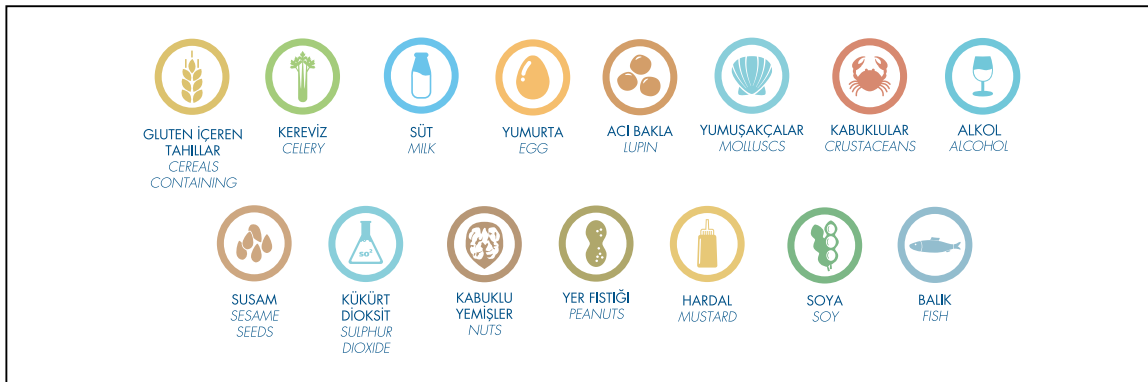 GLUTEN İÇEREN
TAHILLAR
CEREALS
CONTAINING
KEREVİZ
CELERY
SÜT
MILK
YUMURTA
EGG
ACI BAKLA
LUPIN
YUMUŞAKÇALAR
MOLLUSCS
KABUKLULAR
CRUSTACEANS
ALKOL
ALCOHOL
SUSAM
SESAME
SEEDS
SO²
KÜKÜRT
DİOKSİT
SULPHUR
DIOXIDE
KABUKLU
YEMİŞLER
NUTS
YER FISTIĞI
PEANUTS
HARDAL
MUSTARD
SOYA
SOY
BALIK
FISH